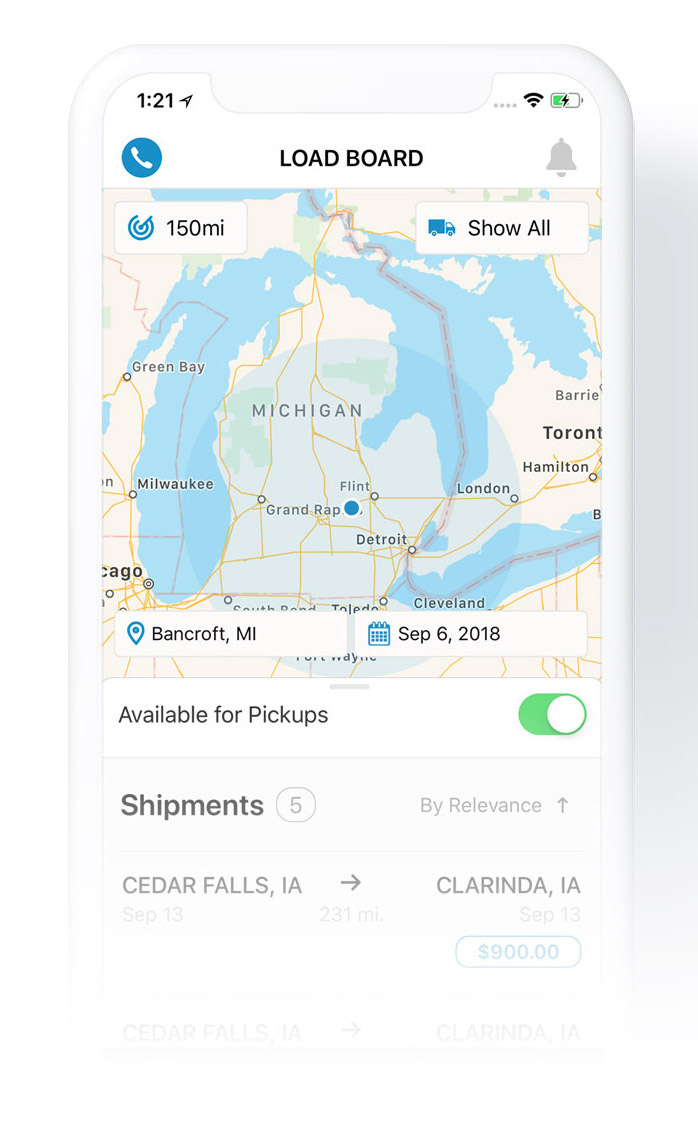 1:21
LOAD BOARD
150mi
Show All
Green Bay
MICHIGAN
Barrie
Toront
Hamilton
Milwaukee
Flint
London
Grand Rap
Detroit
cago
Cleveland
South Bend
Toledo
Bancroft, MI
Sep 6, 2018
Fort Wayne
Available for Pickups
Shipments 5
By Relevance ↑
CEDAR FALLS, IA → CLARINDA, IA
Sep 13 231 mi. Sep 13
$900.00
CEDAR FALLS, IA → CLARINDA, IA